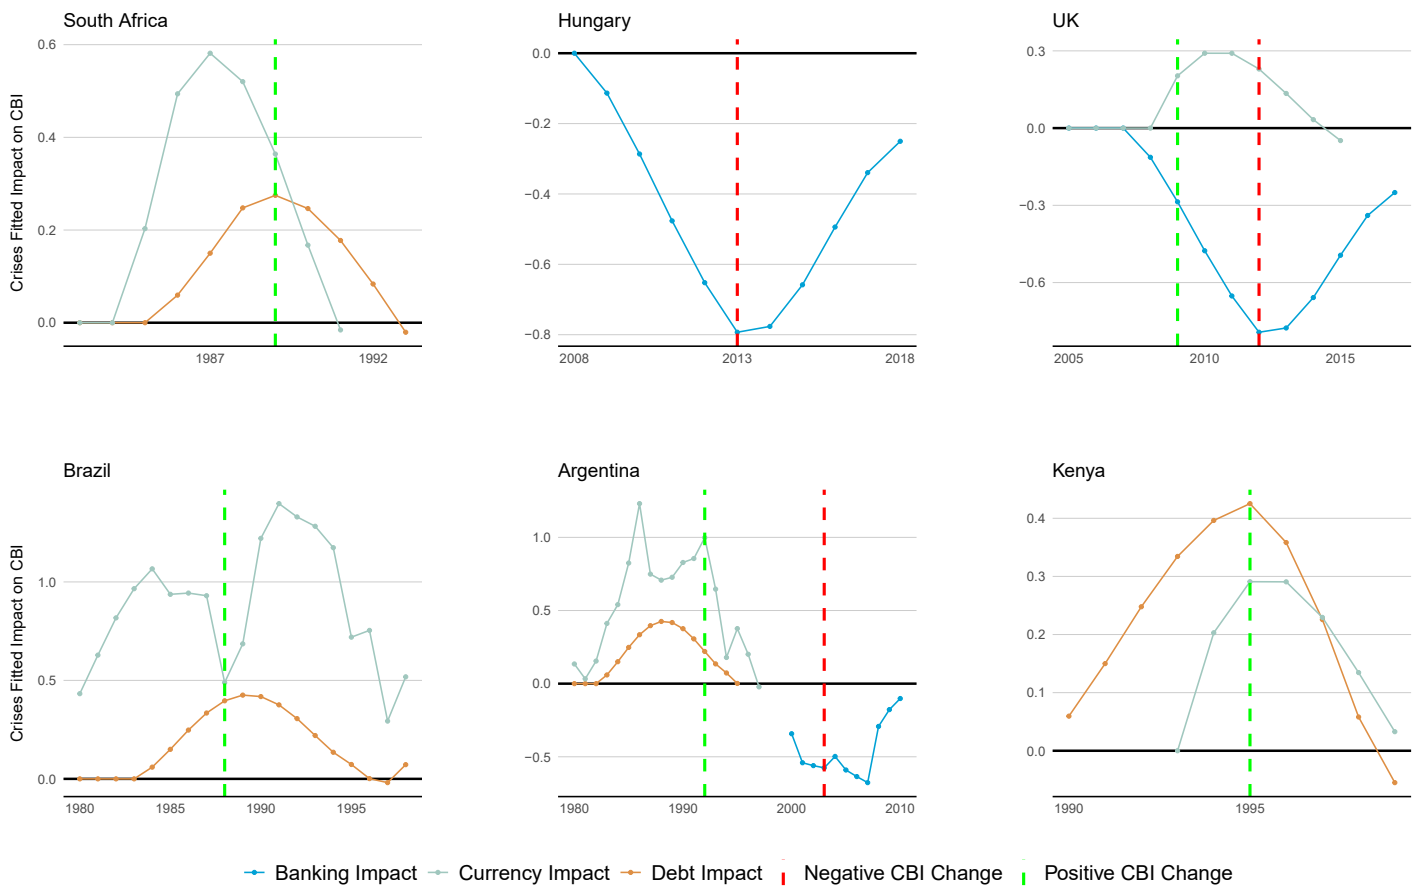 South Africa
Crises Fitted Impact on CBI
0.6
0.4
0.2
0.0
1987 1992
Hungary
0.0
−0.2
−0.4
−0.6
−0.8
2008 2013 2018
UK
0.3
0.0
−0.3
−0.6
2005 2010 2015
Brazil
Crises Fitted Impact on CBI
1.0
0.5
0.0
1980 1985 1990 1995
Argentina
1.0
0.5
0.0
−0.5
1980 1990 2000 2010
Kenya
0.4
0.3
0.2
0.1
0.0
1990 1995
Banking Impact Currency Impact Debt Impact Negative CBI Change Positive CBI Change